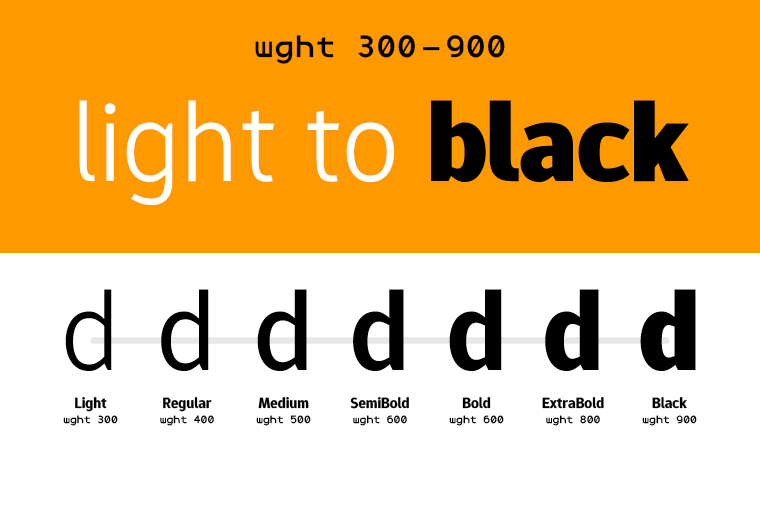 wght 300–900
light to black
d d d d d d d
Light Regular Medium SemiBold Bold ExtraBold Black
wght 300 wght 400 wght 500 wght 600 wght 600 wght 800 wght 900